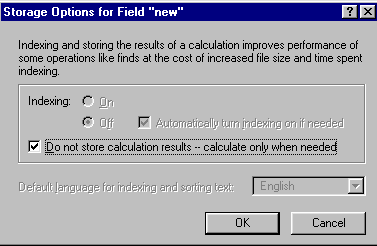 Storage Options for Field "new"
Indexing and storing the results of a calculation improves performance of
some operations like finds at the cost of increased file size and time spent
indexing.
Indexing: On
Off Automatically turn indexing on if needed
Do not store calculation results -- calculate only when needed
Default language for indexing and sorting text: English
OK Cancel